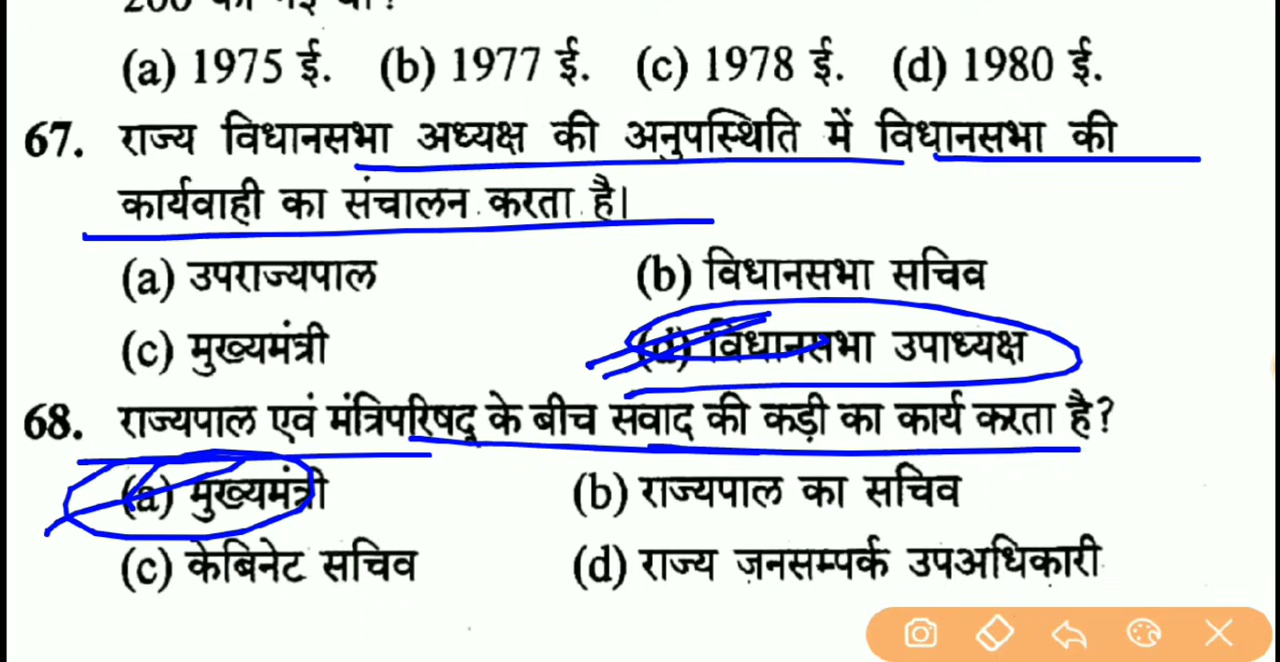 (a) 1975 ई. (b) 1977 ई. (c) 1978 ई. (d) 1980 ई.
67. राज्य विधानसभा अध्यक्ष की अनुपस्थिति में विधानसभा की
कार्यवाही का संचालन करता है।
(a) उपराज्यपाल (b) विधानसभा सचिव
(c) मुख्यमंत्री (d) विधानसभा उपाध्यक्ष
68. राज्यपाल एवं मंत्रिपरिषद् के बीच सवाद की कड़ी का कार्य करता है?
(a) मुख्यमंत्री (b) राज्यपाल का सचिव
(c) केबिनेट सचिव (d) राज्य जनसम्पर्क उपअधिकारी